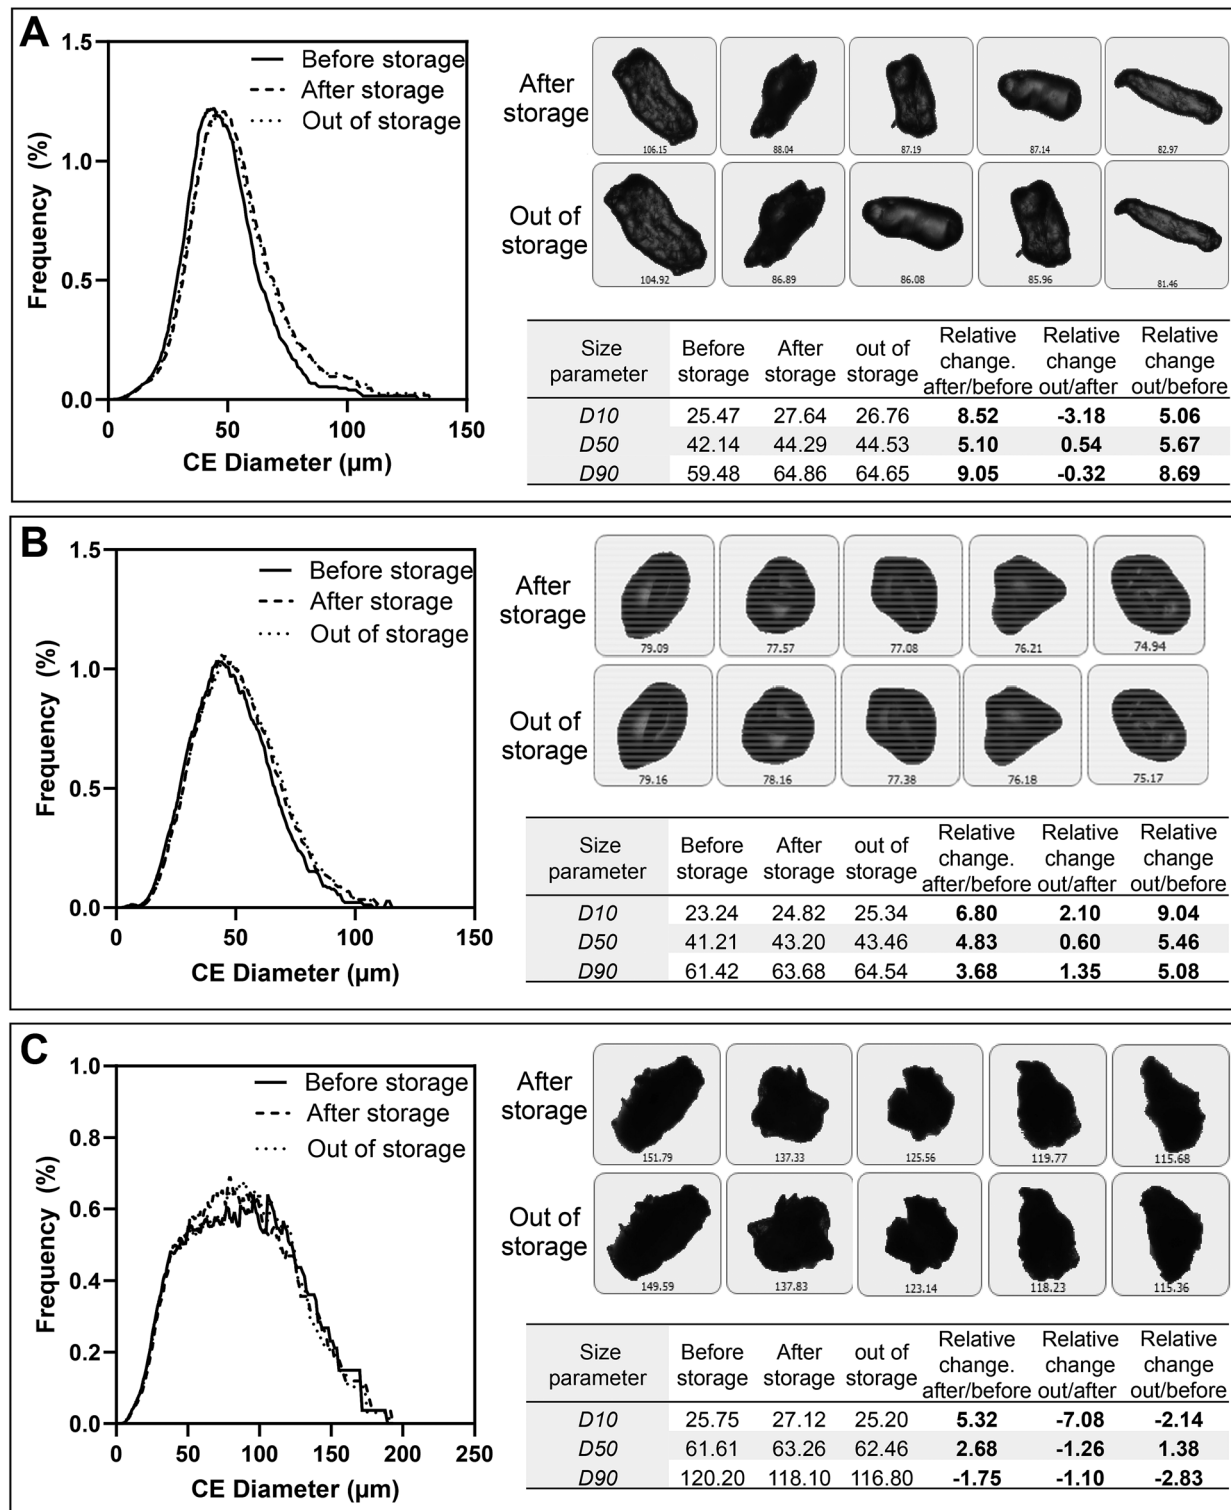 A
1.5
1.0
0.5
0.0
0 50 100 150
Frequency (%)
CE Diameter (µm)
Before storage
After storage
Out of storage
After
storage
106.15 88.04 87.19 87.14 82.97
Out of
storage
104.92 86.89 86.08 85.96 81.46
Size parameter Before storage After storage out of storage Relative change. after/before Relative change out/after Relative change out/before
D10 25.47 27.64 26.76 8.52 -3.18 5.06
D50 42.14 44.29 44.53 5.10 0.54 5.67
D90 59.48 64.86 64.65 9.05 -0.32 8.69
B
1.5
1.0
0.5
0.0
0 50 100 150
Frequency (%)
CE Diameter (µm)
Before storage
After storage
Out of storage
After
storage
79.09 77.57 77.08 76.21 74.94
Out of
storage
79.16 78.16 77.38 76.18 75.17
Size parameter Before storage After storage out of storage Relative change. after/before Relative change out/after Relative change out/before
D10 23.24 24.82 25.34 6.80 2.10 9.04
D50 41.21 43.20 43.46 4.83 0.60 5.46
D90 61.42 63.68 64.54 3.68 1.35 5.08
C
1.0
0.8
0.6
0.4
0.2
0.0
0 50 100 150 200 250
Frequency (%)
CE Diameter (µm)
Before storage
After storage
Out of storage
After
storage
151.79 137.33 125.56 119.77 115.68
Out of
storage
149.59 137.83 123.14 118.23 115.36
Size parameter Before storage After storage out of storage Relative change. after/before Relative change out/after Relative change out/before
D10 25.75 27.12 25.20 5.32 -7.08 -2.14
D50 61.61 63.26 62.46 2.68 -1.26 1.38
D90 120.20 118.10 116.80 -1.75 -1.10 -2.83